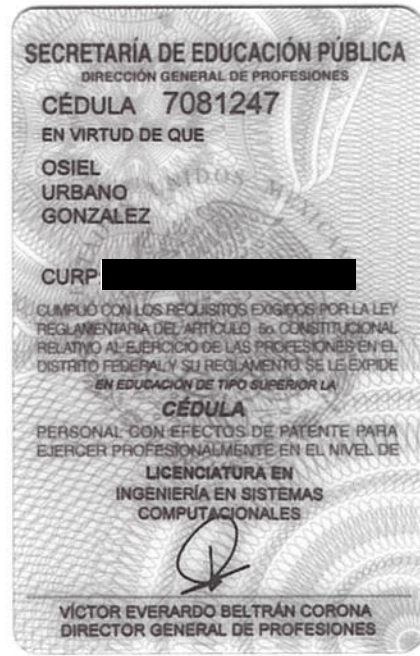 SECRETARÍA DE EDUCACIÓN PÚBLICA
DIRECCIÓN GENERAL DE PROFESIONES
CÉDULA 7081247
EN VIRTUD DE QUE
OSIEL
URBANO
GONZALEZ
CURP
CUMPLIÓ CON LOS REQUISITOS EXIGIDOS POR LA LEY
REGLAMENTARIA DEL ARTÍCULO 5o. CONSTITUCIONAL
RELATIVO AL EJERCICIO DE LAS PROFESIONES EN EL
DISTRITO FEDERAL Y SU REGLAMENTO SE LE EXPIDE
EN EDUCACIÓN DE TIPO SUPERIOR LA
CÉDULA
PERSONAL CON EFECTOS DE PATENTE PARA
EJERCER PROFESIONALMENTE EN EL NIVEL DE
LICENCIATURA EN
INGENIERÍA EN SISTEMAS
COMPUTACIONALES
VÍCTOR EVERARDO BELTRÁN CORONA
DIRECTOR GENERAL DE PROFESIONES